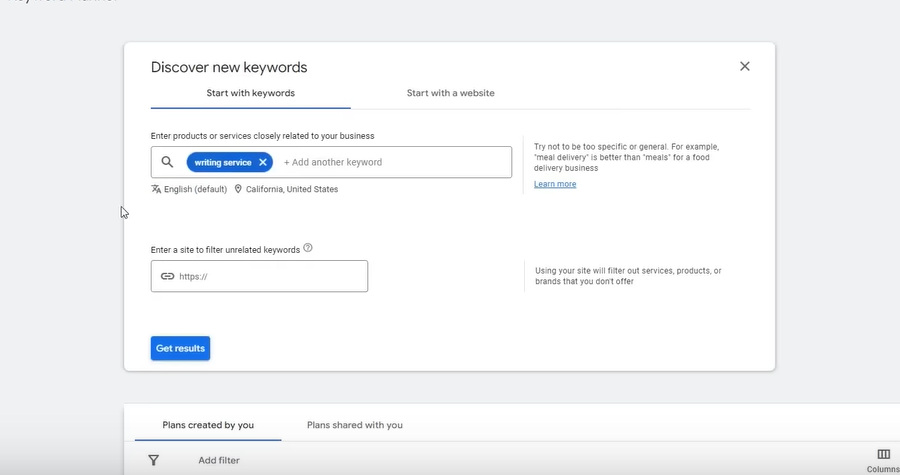 Discover new keywords
Start with keywords
Start with a website
Enter products or services closely related to your business
writing service
+ Add another keyword
English (default)
California, United States
Try not to be too specific or general. For example,
"meal delivery" is better than "meals" for a food
delivery business
Learn more
Enter a site to filter unrelated keywords
https://
Using your site will filter out services, products, or
brands that you don't offer
Get results
Plans created by you
Plans shared with you
Add filter
Columns